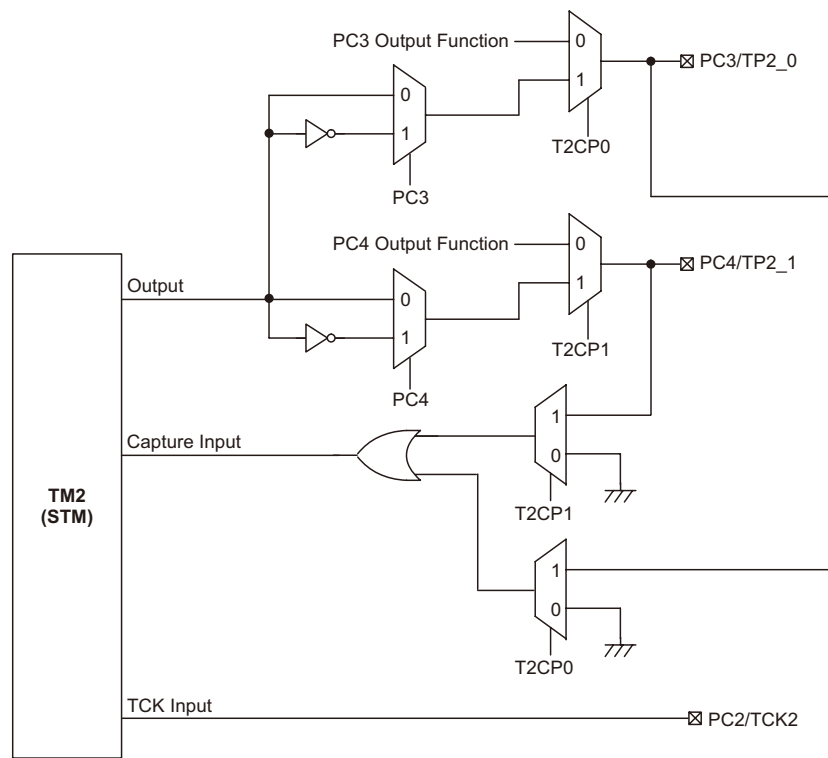 PC3 Output Function
0
1
PC3/TP2_0
T2CP0
0
1
PC3
PC4 Output Function
0
1
PC4/TP2_1
T2CP1
Output
0
1
PC4
Capture Input
1
0
T2CP1
TM2
(STM)
1
0
T2CP0
TCK Input
PC2/TCK2